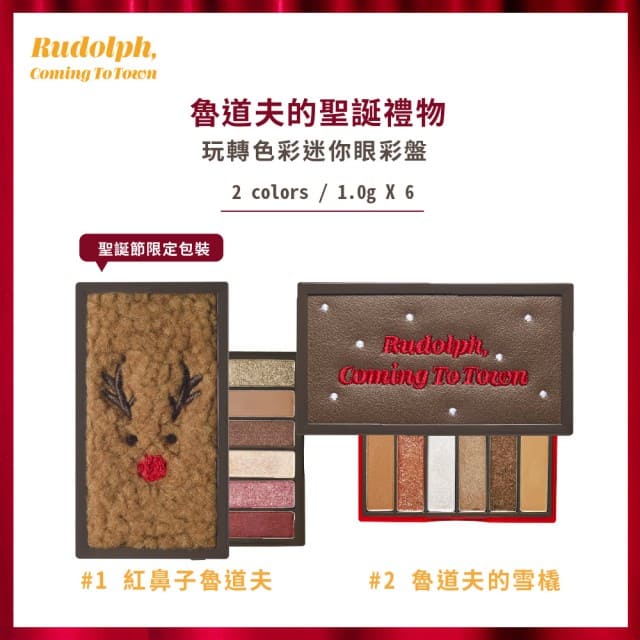 Rudolph,
Coming To Town
魯道夫的聖誕禮物
玩轉色彩迷你眼彩盤
2 colors / 1.0g X 6
聖誕節限定包裝
Rudolph,
Coming To Town
#1 紅鼻子魯道夫
#2 魯道夫的雪橇